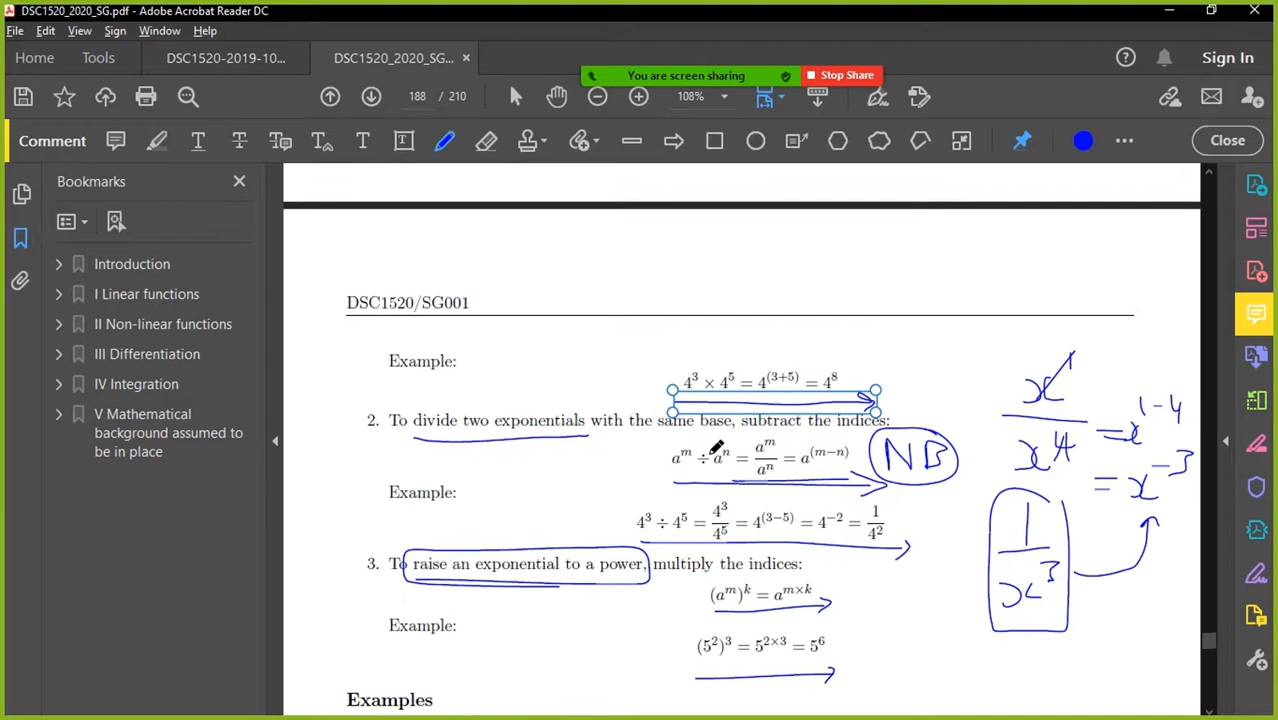 DSC1520_2020_SG.pdf - Adobe Acrobat Reader DC
File Edit View Sign Window Help
Home Tools DSC1520-2019-10... DSC1520_2020_SG... × Sign In
You are screen sharing Stop Share
188 / 210 108%
Comment Close
Bookmarks
Introduction
I Linear functions
II Non-linear functions
III Differentiation
IV Integration
V Mathematical
background assumed to
be in place
DSC1520/SG001
Example:
4³ × 4⁵ = 4⁽³⁺⁵⁾ = 4⁸
2. To divide two exponentials with the same base, subtract the indices:
aᵐ ÷ aⁿ = aᵐ/aⁿ = a⁽ᵐ⁻ⁿ⁾
NB
Example:
4³ ÷ 4⁵ = 4³/4⁵ = 4⁽³⁻⁵⁾ = 4⁻² = 1/4²
3. To raise an exponential to a power, multiply the indices:
(aᵐ)ᵏ = aᵐ×ᵏ
Example:
(5²)³ = 5²×³ = 5⁶
Examples
x¹/x⁴ = x¹⁻⁴
= x⁻³
1/x³